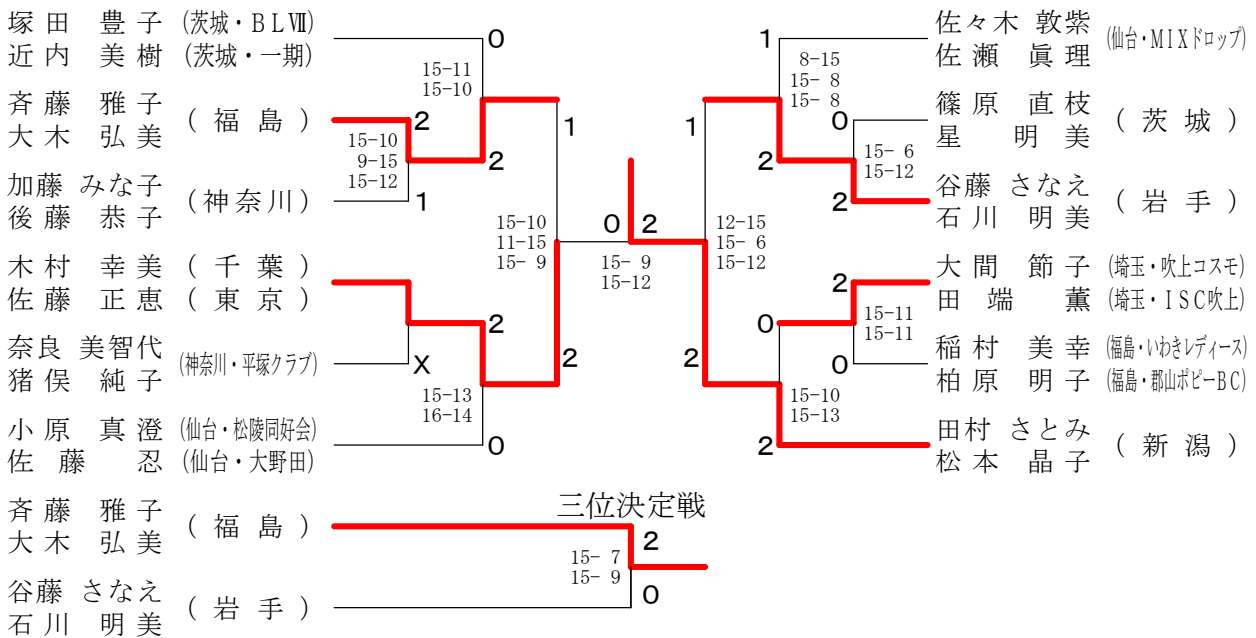 塚田 豊子 (茨城・BLⅦ)
近内 美樹 (茨城・一期)
0
15-11
15-10
斉藤 雅子
大木 弘美
(福島)
2
15-10
9-15
15-12
2
1
加藤 みな子
後藤 恭子
(神奈川)
1
15-10
11-15
15- 9
木村 幸美 (千葉)
佐藤 正恵 (東京)
2
奈良 美智代
猪俣 純子
(神奈川・平塚クラブ)
X
2
15-13
16-14
小原 真澄 (仙台・松陵同好会)
佐藤 忍 (仙台・大野田)
0
0 2
15- 9
15-12
1
佐々木 敦紫
佐瀬 眞理
(仙台・MIXドロップ)
8-15
15- 8
15- 8
1
0
篠原 直枝
星 明美
(茨城)
2
15- 6
15-12
2
谷藤 さなえ
石川 明美
(岩手)
12-15
15- 6
15-12
2
大間 節子 (埼玉・吹上コスモ)
田端 薫 (埼玉・ISC吹上)
0
15-11
15-11
2
0
稲村 美幸 (福島・いわきレディース)
柏原 明子 (福島・郡山ポピーBC)
15-10
15-13
2
田村 さとみ
松本 晶子
(新潟)
三位決定戦
斉藤 雅子
大木 弘美
(福島)
2
15- 7
15- 9
0
谷藤 さなえ
石川 明美
(岩手)